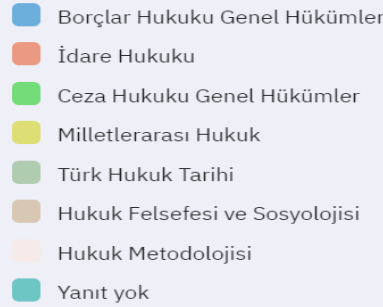 Borçlar Hukuku Genel Hükümler
İdare Hukuku
Ceza Hukuku Genel Hükümler
Milletlerarası Hukuk
Türk Hukuk Tarihi
Hukuk Felsefesi ve Sosyolojisi
Hukuk Metodolojisi
Yanıt yok